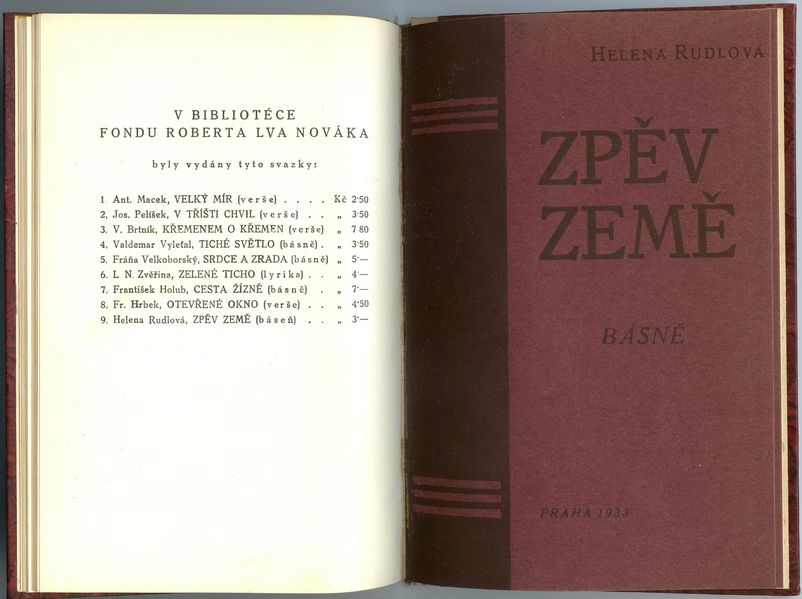 V BIBLIOTÉCE
FONDU ROBERTA LVA NOVÁKA
byly vydány tyto svazky:
1. Ant. Macek, VELKÝ MÍR (verše) . . . . Kč 2·50
2. Jos. Pelíšek, V TŘÍŠTI CHVIL (verše) . . „ 3·50
3. V. Brtník, KŘEMENEM O KŘEMEN (verše) „ 7 80
4. Valdemar Vyleťal, TICHÉ SVĚTLO (básně) . „ 3·50
5. Fráňa Velkoborský, SRDCE A ZRADA (básně) „ 5·—
6. L N. Zvěřina, ZELENÉ TICHO (lyrika) . . „ 4·—
7. František Holub, CESTA ŽÍZNĚ (básně) . „ 7·—
8. Fr. Hrbek, OTEVŘENÉ OKNO (verše) . . „ 4·50
9. Helena Rudlová, ZPĚV ZEMĚ (báseň) . . „ 3·—
HELENA RUDLOVÁ
ZPĚV
ZEMĚ
BÁSNĚ
PRAHA 1933